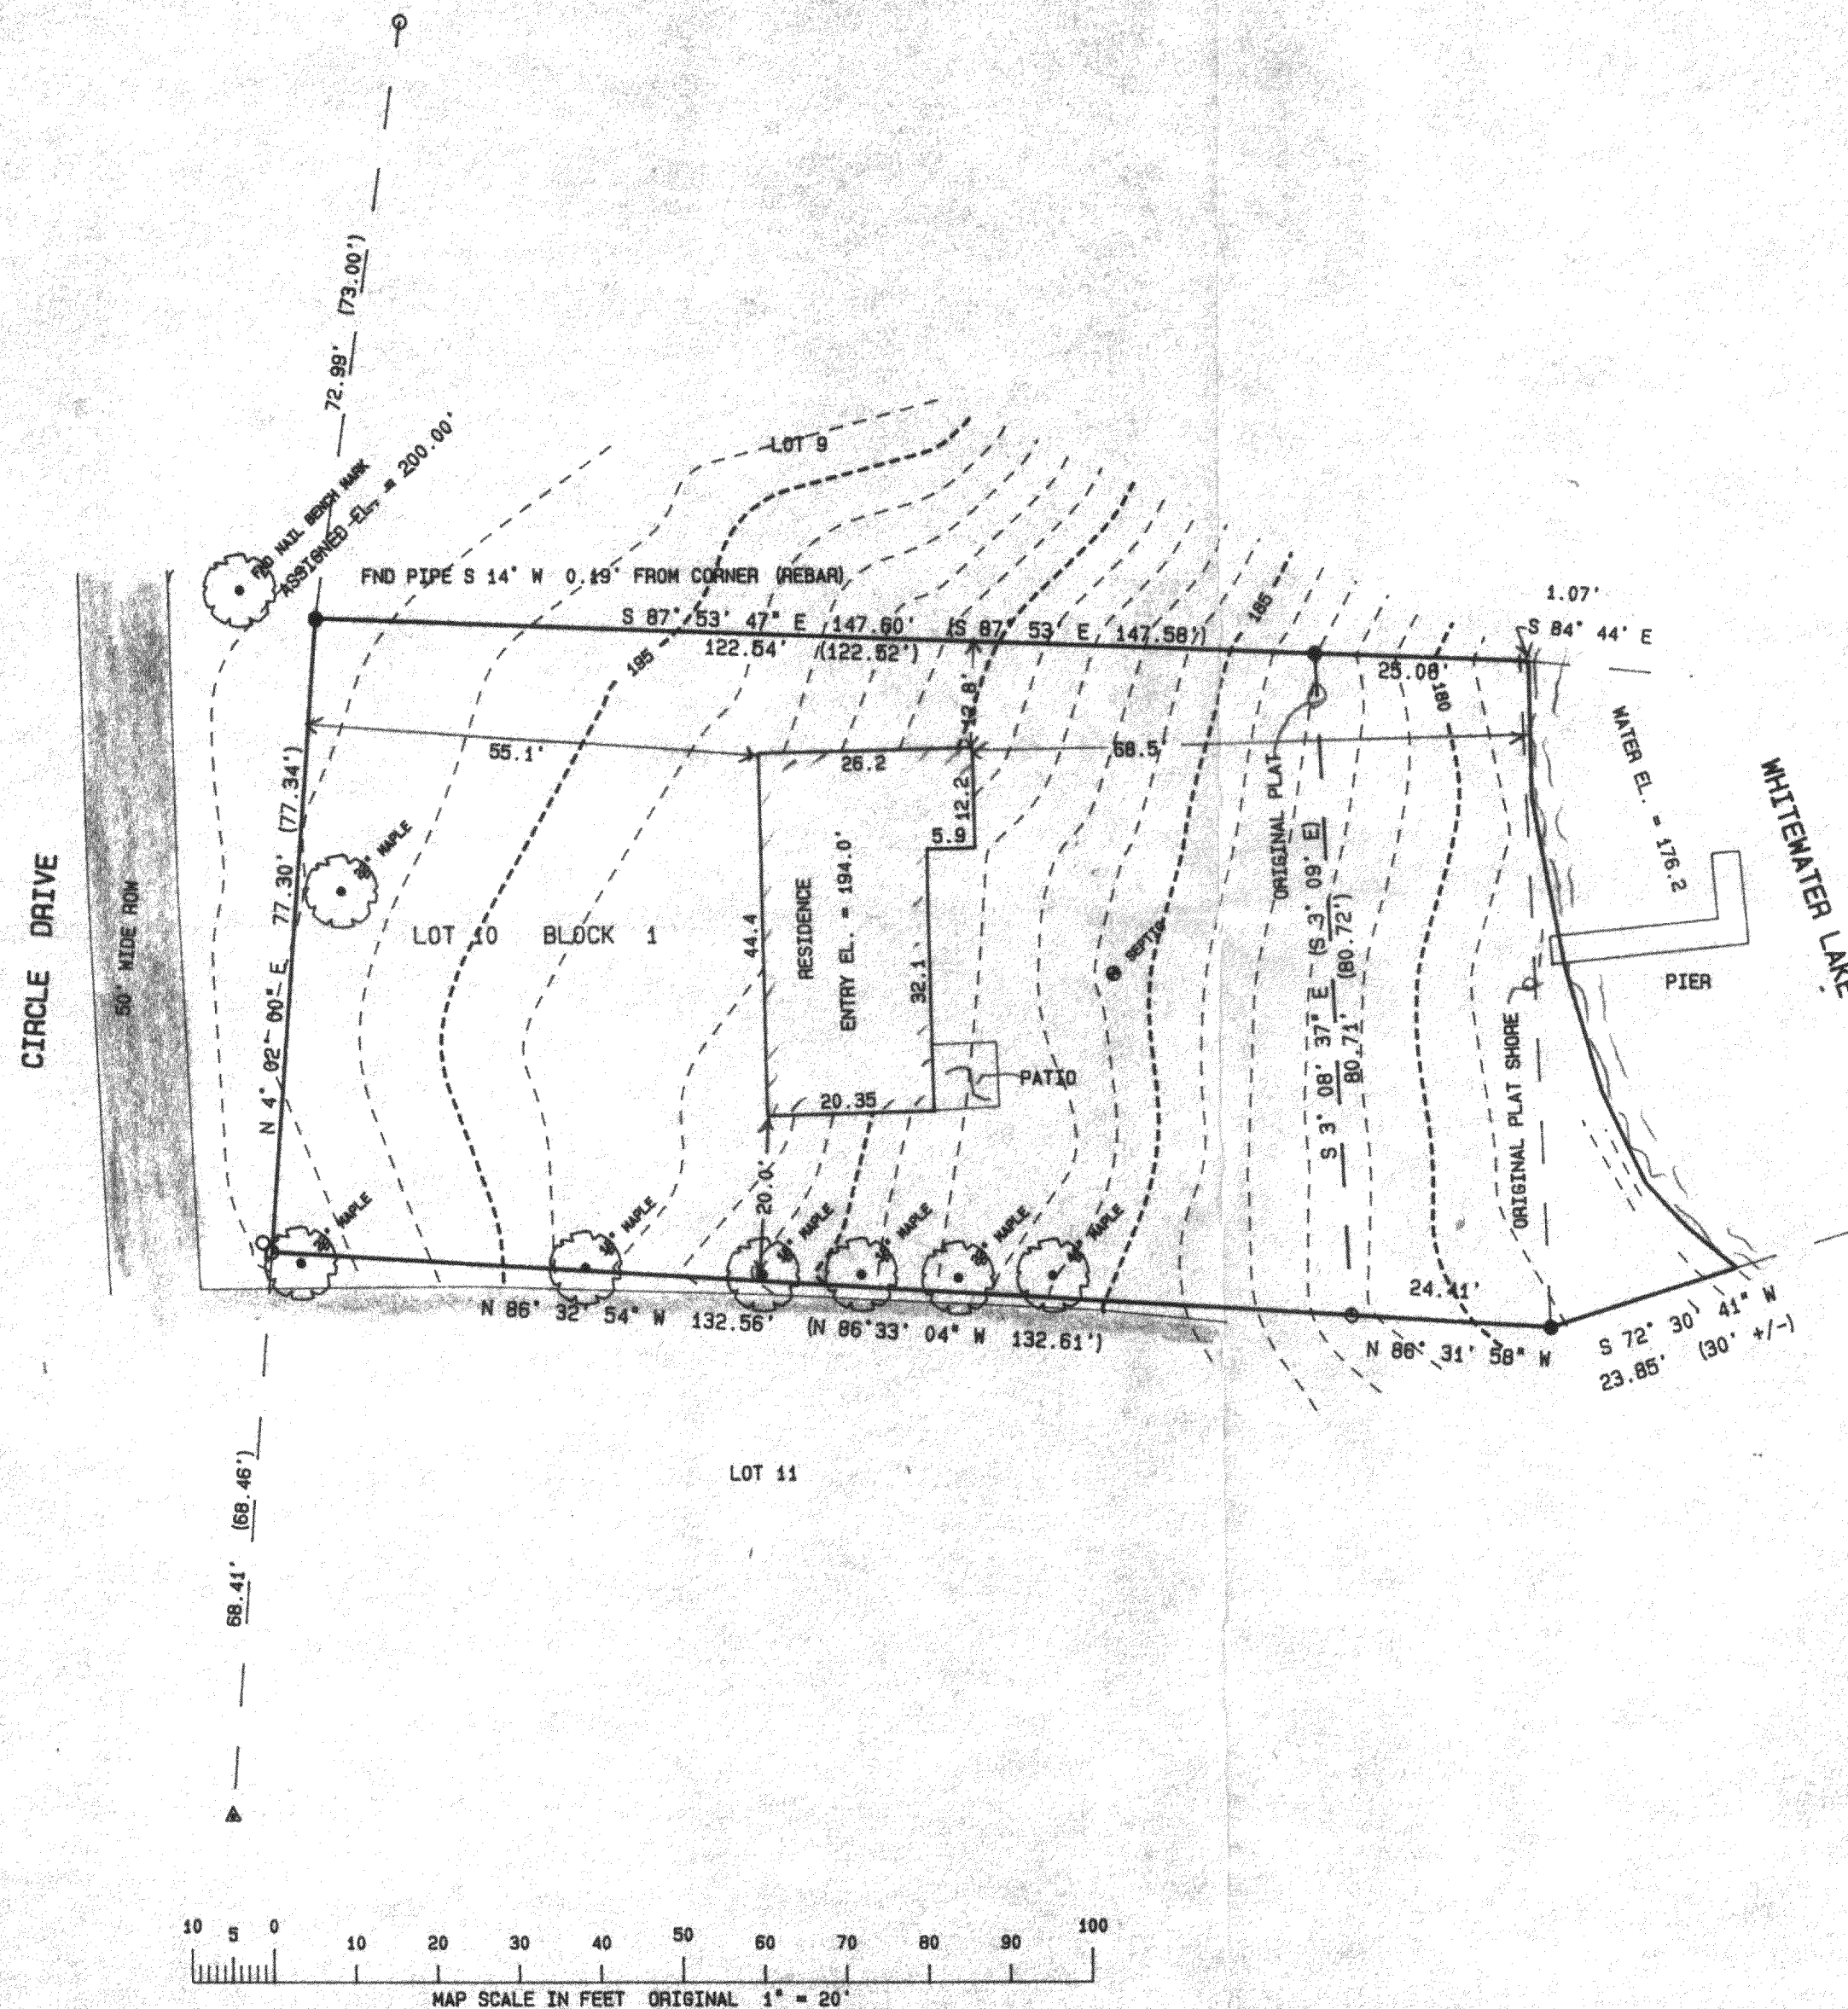 72.99' (73.00')
FND NAIL BENCH MARK
ASSIGNED EL. = 200.00'
LOT 9
FND PIPE S 14° W 0.19' FROM CORNER (REBAR)
S 87° 53' 47" E 147.60' (S 87° 53 E 147.58')
122.54' (122.52')
195
185
25.06'
180
1.07'
S 84° 44' E
55.1'
26.2
12.8'
68.5'
12.2
5.9
WATER EL. = 176.2
WHITEWATER LAKE
N 4° 02' 00" E 77.30' (77.34')
MAPLE
CIRCLE DRIVE
50' WIDE ROW
LOT 10 BLOCK 1
44.4
RESIDENCE
ENTRY EL. = 194.0'
32.1'
SEPTIC
ORIGINAL PLAT
S 3° 08' 37" E (S 3° 09' E)
80.71' (80.72')
ORIGINAL PLAT SHORE
PIER
PATIO
20.35
20.0'
MAPLE
MAPLE
MAPLE
MAPLE
MAPLE
MAPLE
N 86° 32' 54" W 132.56' (N 86°33' 04" W 132.61')
24.41'
N 86° 31' 58" W
S 72° 30' 41" W
23.85' (30' +/-)
LOT 11
68.41' (68.46')
10 5 0 10 20 30 40 50 60 70 80 90 100
MAP SCALE IN FEET ORIGINAL 1" = 20'